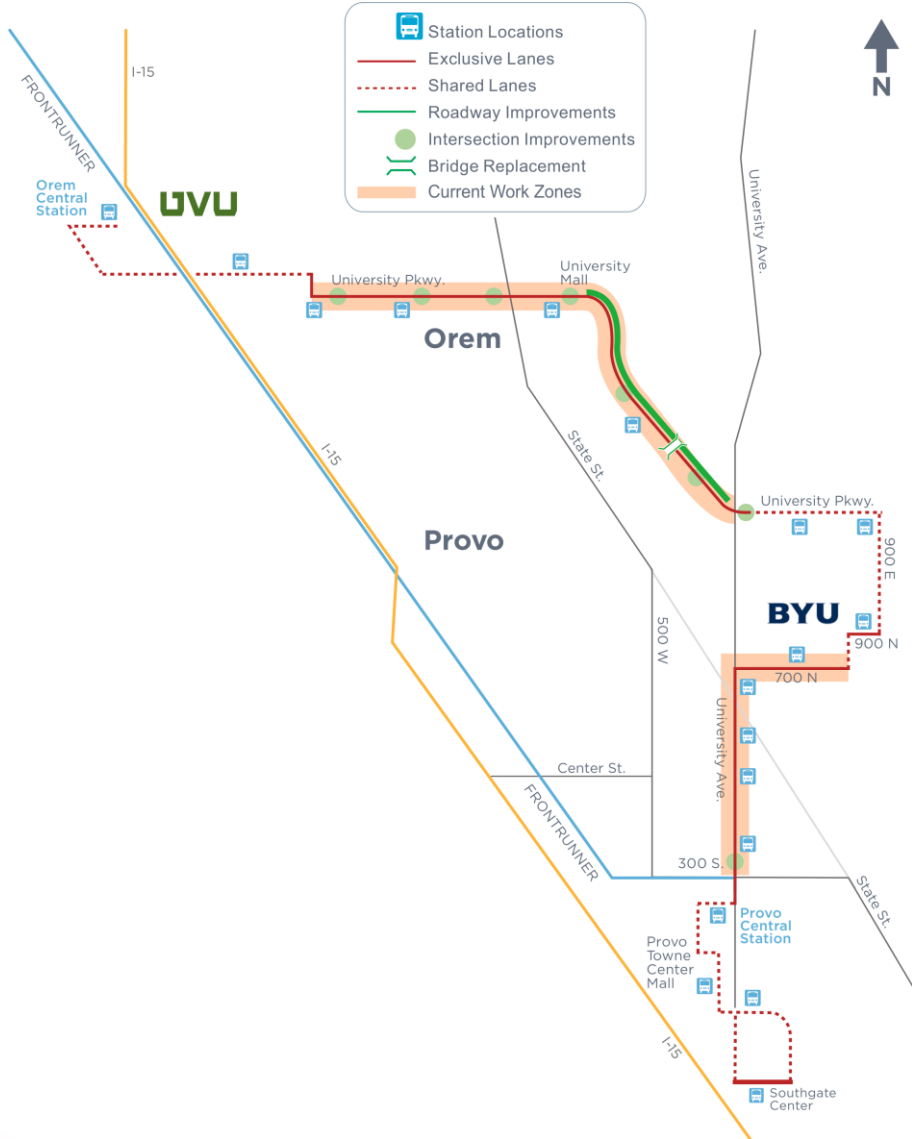 Station Locations
Exclusive Lanes
Shared Lanes
Roadway Improvements
Intersection Improvements
Bridge Replacement
Current Work Zones
N
I-15
FRONTRUNNER
Orem
Central
Station
UVU
University Ave.
University Pkwy.
University
Mall
Orem
State St.
I-15
University Pkwy.
Provo
900 E
BYU
500 W
900 N
700 N
University Ave.
Center St.
FRONTRUNNER
300 S.
State St.
Provo
Central
Station
Provo
Towne
Center
Mall
I-15
Southgate
Center